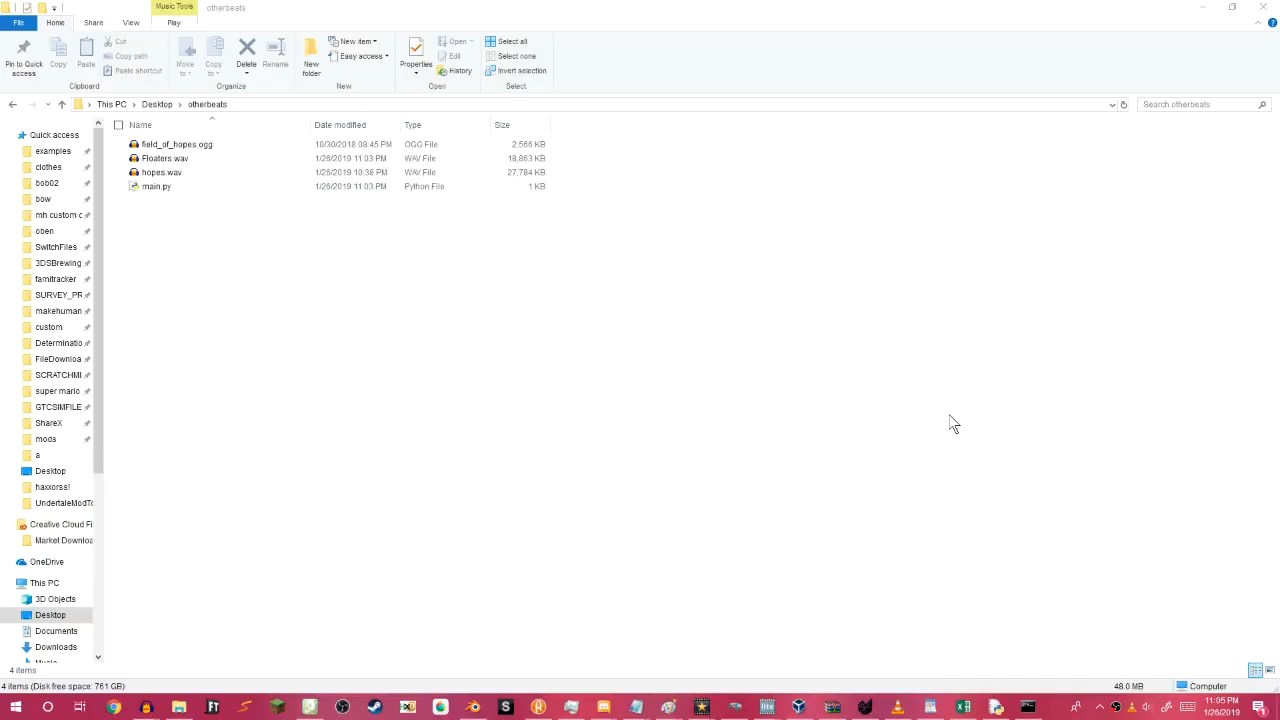 Music Tools
otherbeats
File
Home
Share
View
Play
Pin to Quick access
Copy
Paste
Cut
Copy path
Paste shortcut
Move to
Copy to
Delete
Rename
New folder
New item
Easy access
Properties
Open
Edit
History
Select all
Select none
Invert selection
Clipboard
Organize
New
Open
Select
This PC
Desktop
otherbeats
Search otherbeats
Name
Date modified
Type
Size
field_of_hopes.ogg 10/30/2018 08:45 PM OGG File 2,566 KB
Floaters.wav 1/26/2019 11:03 PM WAV File 18,863 KB
hopes.wav 1/26/2019 10:38 PM WAV File 27,784 KB
main.py 1/26/2019 11:03 PM Python File 1 KB
Quick access
examples
clothes
bob02
bow
mh custom c
oben
SwitchFiles
3DSBrewing
famitracker
SURVEY_PR
makehuman
custom
Determinatio
FileDownloa
SCRATCHMI
super mario
GTCSIMFILE
ShareX
mods
a
Desktop
haxxorss!
UndertaleModTo
Creative Cloud Fi
Market Downloa
OneDrive
This PC
3D Objects
Desktop
Documents
Downloads
Music
4 items
4 items (Disk free space: 761 GB)
48.0 MB
Computer
11:05 PM
1/26/2019